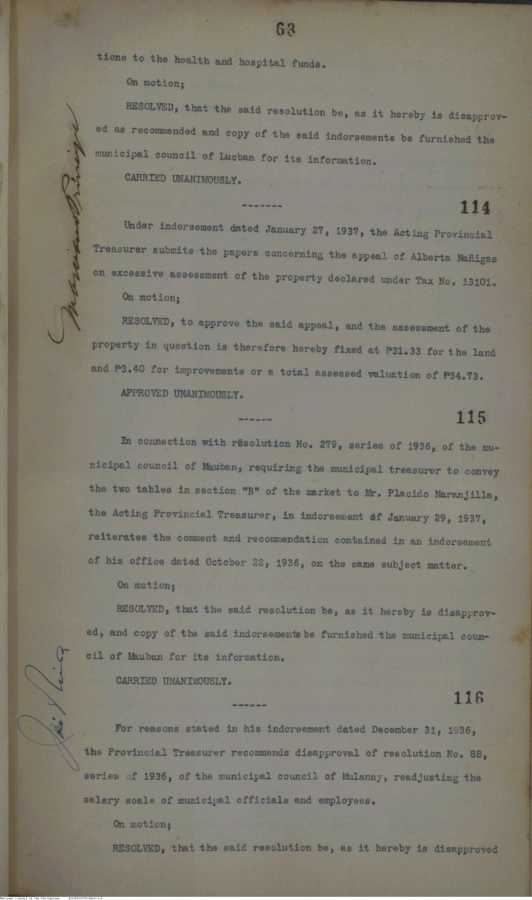 63
tions to the health and hospital funds.
On motion;
RESOLVED, that the said resolution be, as it hereby is disapprov-
ed as recommended and copy of the said indorsements be furnished the
municipal council of Lucban for its information.
CARRIED UNANIMOUSLY.
-------
114
Under indorsement dated January 27, 1937, the Acting Provincial
Treasurer submits the papers concerning the appeal of Alberta Nañigas
on excessive assessment of the property declared under Tax No. 13101.
On motion;
RESOLVED, to approve the said appeal, and the assessment of the
property in question is therefore hereby fixed at ₱31.33 for the land
and ₱3.40 for improvements or a total assessed valuation of ₱34.73.
APPROVED UNANIMOUSLY.
------
115
In connection with resolution No. 279, series of 1936, of the mu-
nicipal council of Mauban, requiring the municipal treasurer to convey
the two tables in section "B" of the market to Mr. Placido Naranjilla,
the Acting Provincial Treasurer, in indorsement of January 29, 1937,
reiterates the comment and recommendation contained in an indorsement
of his office dated October 22, 1936, on the same subject matter.
On motion;
RESOLVED, that the said resolution be, as it hereby is disapprov-
ed, and copy of the said indorsements be furnished the municipal coun-
cil of Mauban for its information.
CARRIED UNANIMOUSLY.
------
116
For reasons stated in his indorsement dated December 31, 1936,
the Provincial Treasurer recommends disapproval of resolution No. 88,
series of 1936, of the municipal council of Mulanay, readjusting the
salary scale of municipal officials and employees.
On motion;
RESOLVED, that the said resolution be, as it hereby is disapproved